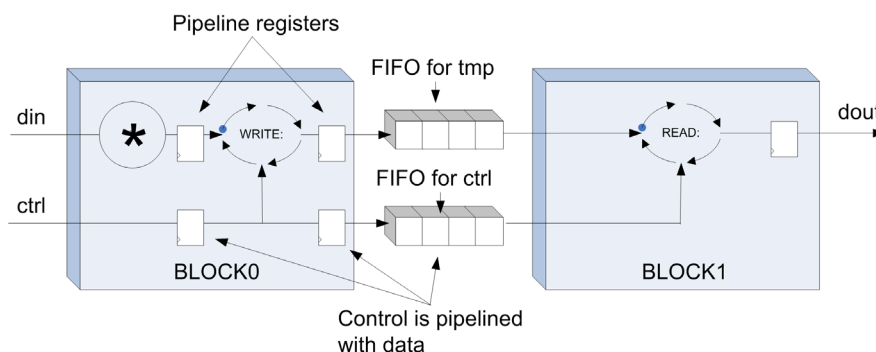 Pipeline registers
FIFO for tmp
din
*
WRITE:
READ:
dout
FIFO for ctrl
ctrl
BLOCK0
BLOCK1
Control is pipelined
with data